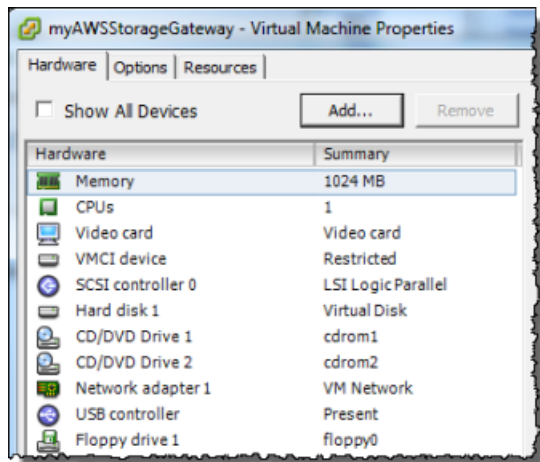 myAWSStorageGateway - Virtual Machine Properties
Hardware Options Resources
Show All Devices Add... Remove
Hardware Summary
Memory 1024 MB
CPUs 1
Video card Video card
VMCI device Restricted
SCSI controller 0 LSI Logic Parallel
Hard disk 1 Virtual Disk
CD/DVD Drive 1 cdrom1
CD/DVD Drive 2 cdrom2
Network adapter 1 VM Network
USB controller Present
Floppy drive 1 floppy0